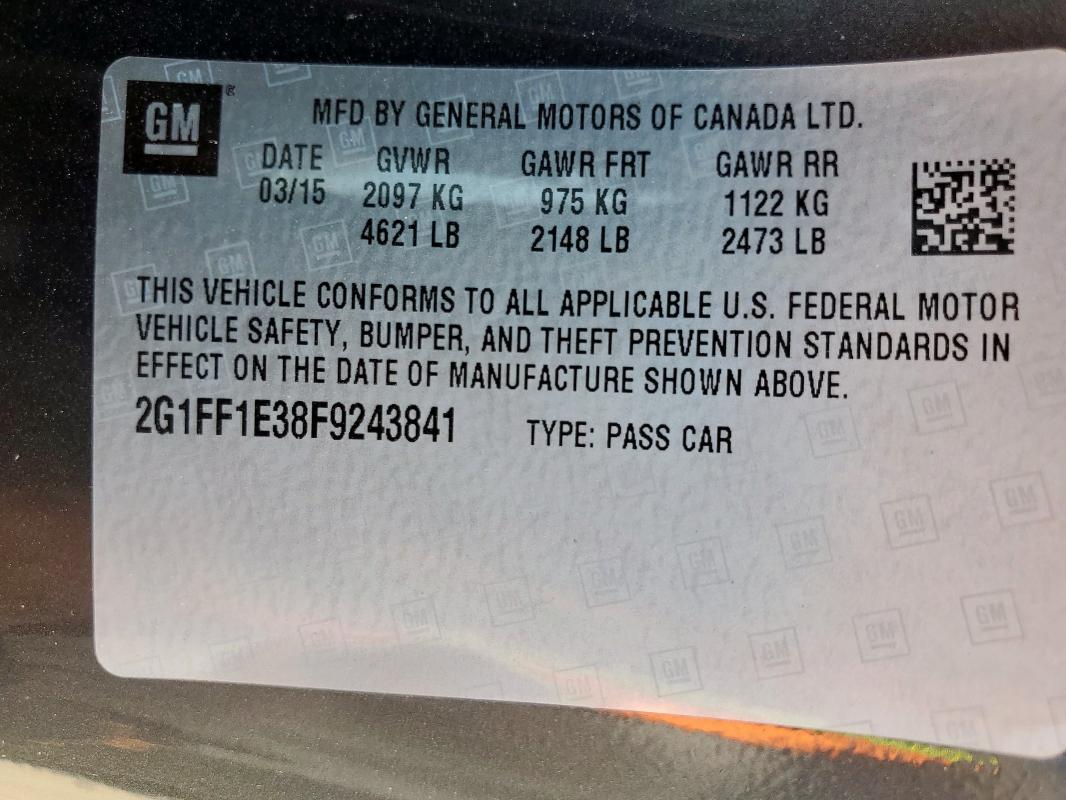 GM
MFD BY GENERAL MOTORS OF CANADA LTD.
DATE GVWR GAWR FRT GAWR RR
03/15 2097 KG 975 KG 1122 KG
4621 LB 2148 LB 2473 LB
THIS VEHICLE CONFORMS TO ALL APPLICABLE U.S. FEDERAL MOTOR
VEHICLE SAFETY, BUMPER, AND THEFT PREVENTION STANDARDS IN
EFFECT ON THE DATE OF MANUFACTURE SHOWN ABOVE.
2G1FF1E38F9243841 TYPE: PASS CAR